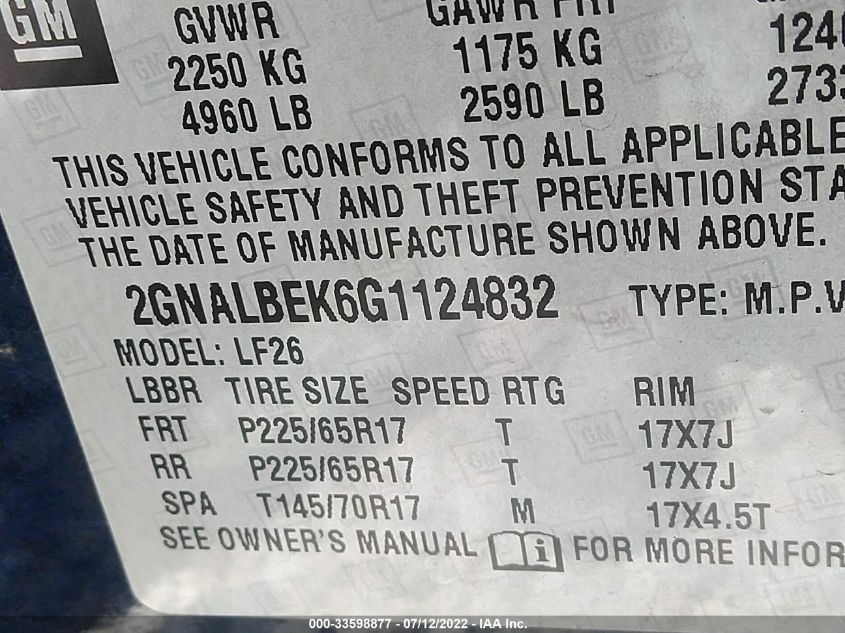 GM
GVWR GAWR FRT
2250 KG 1175 KG
4960 LB 2590 LB
THIS VEHICLE CONFORMS TO ALL APPLICABLE
VEHICLE SAFETY AND THEFT PREVENTION
THE DATE OF MANUFACTURE SHOWN ABOVE.
2GNALBEK6G1124832 TYPE: M.P.V
MODEL: LF26
LBBR TIRE SIZE SPEED RTG RIM
FRT P225/65R17 T 17X7J
RR P225/65R17 T 17X7J
SPA T145/70R17 M 17X4.5T
SEE OWNER'S MANUAL i FOR MORE
000-33598877 - 07/12/2022 - IAA Inc.